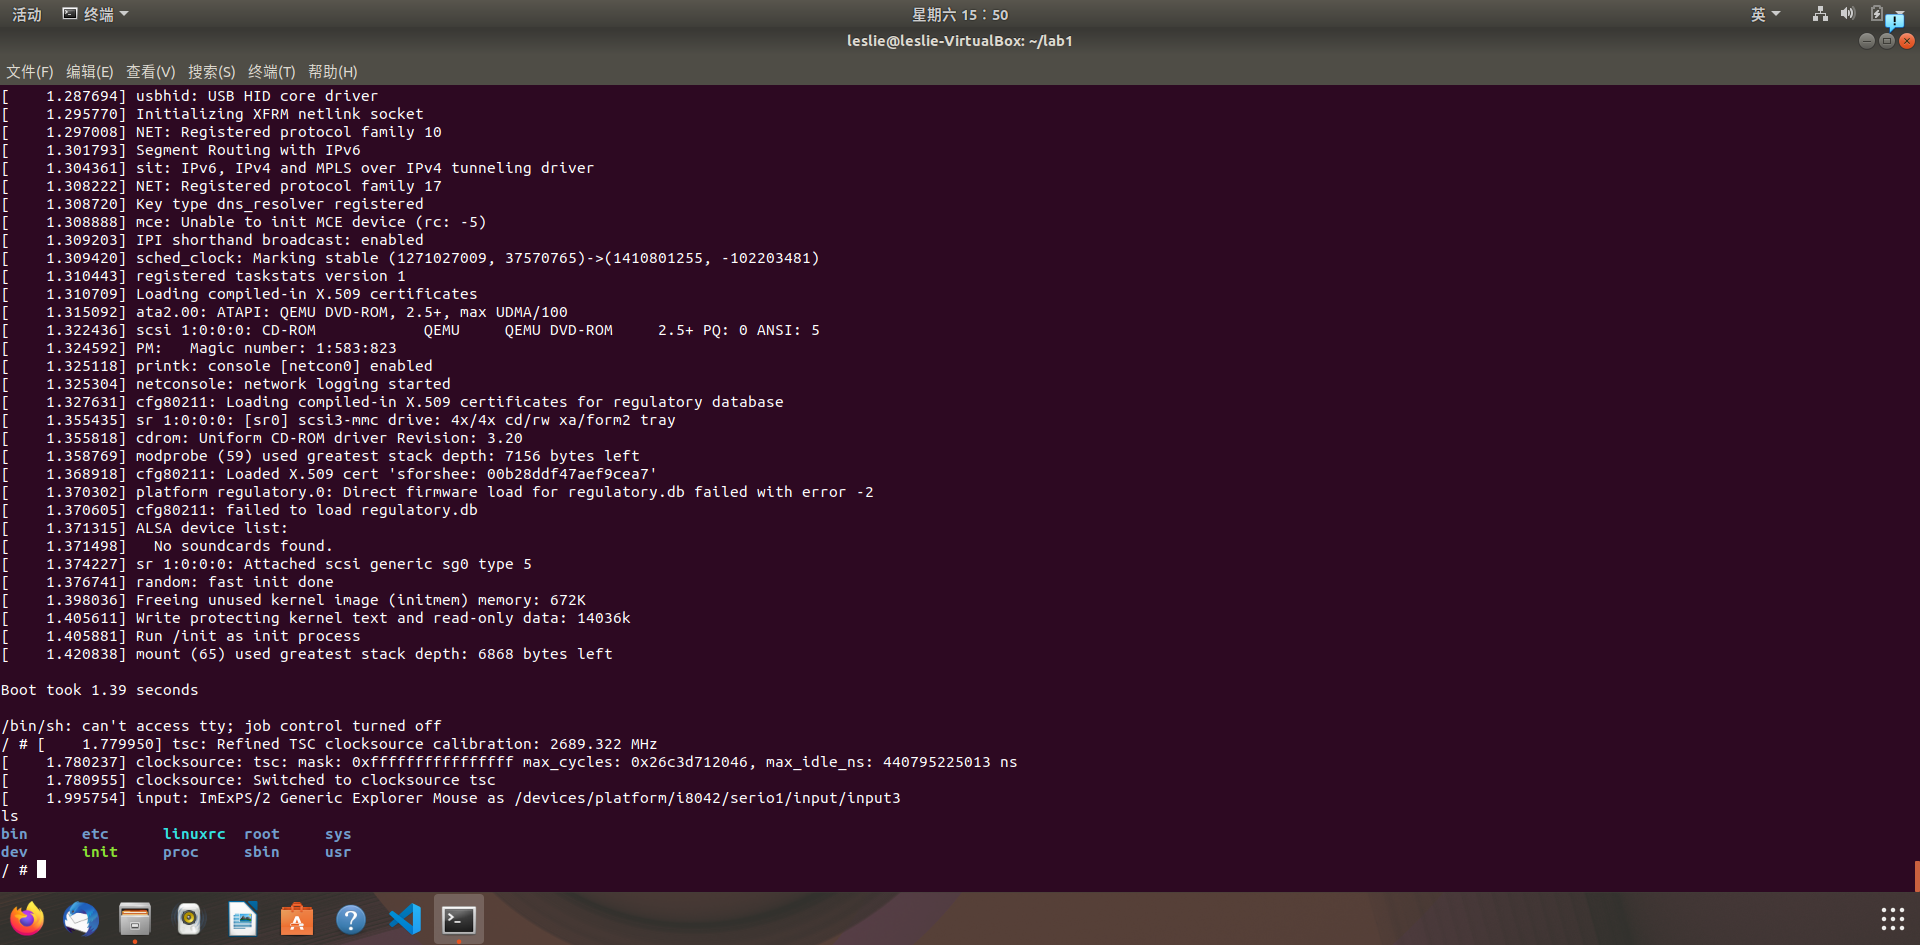 活动 终端 星期六 15：50 英
leslie@leslie-VirtualBox: ~/lab1
文件(F) 编辑(E) 查看(V) 搜索(S) 终端(T) 帮助(H)
[    1.287694] usbhid: USB HID core driver
[    1.295770] Initializing XFRM netlink socket
[    1.297008] NET: Registered protocol family 10
[    1.301793] Segment Routing with IPv6
[    1.304361] sit: IPv6, IPv4 and MPLS over IPv4 tunneling driver
[    1.308222] NET: Registered protocol family 17
[    1.308720] Key type dns_resolver registered
[    1.308888] mce: Unable to init MCE device (rc: -5)
[    1.309203] IPI shorthand broadcast: enabled
[    1.309420] sched_clock: Marking stable (1271027009, 37570765)->(1410801255, -102203481)
[    1.310443] registered taskstats version 1
[    1.310709] Loading compiled-in X.509 certificates
[    1.315092] ata2.00: ATAPI: QEMU DVD-ROM, 2.5+, max UDMA/100
[    1.322436] scsi 1:0:0:0: CD-ROM            QEMU     QEMU DVD-ROM     2.5+ PQ: 0 ANSI: 5
[    1.324592] PM:   Magic number: 1:583:823
[    1.325118] printk: console [netcon0] enabled
[    1.325304] netconsole: network logging started
[    1.327631] cfg80211: Loading compiled-in X.509 certificates for regulatory database
[    1.355435] sr 1:0:0:0: [sr0] scsi3-mmc drive: 4x/4x cd/rw xa/form2 tray
[    1.355818] cdrom: Uniform CD-ROM driver Revision: 3.20
[    1.358769] modprobe (59) used greatest stack depth: 7156 bytes left
[    1.368918] cfg80211: Loaded X.509 cert 'sforshee: 00b28ddf47aef9cea7'
[    1.370302] platform regulatory.0: Direct firmware load for regulatory.db failed with error -2
[    1.370605] cfg80211: failed to load regulatory.db
[    1.371315] ALSA device list:
[    1.371498]   No soundcards found.
[    1.374227] sr 1:0:0:0: Attached scsi generic sg0 type 5
[    1.376741] random: fast init done
[    1.398036] Freeing unused kernel image (initmem) memory: 672K
[    1.405611] Write protecting kernel text and read-only data: 14036k
[    1.405881] Run /init as init process
[    1.420838] mount (65) used greatest stack depth: 6868 bytes left
Boot took 1.39 seconds
/bin/sh: can't access tty; job control turned off
/ # [    1.779950] tsc: Refined TSC clocksource calibration: 2689.322 MHz
[    1.780237] clocksource: tsc: mask: 0xffffffffffffffff max_cycles: 0x26c3d712046, max_idle_ns: 440795225013 ns
[    1.780955] clocksource: Switched to clocksource tsc
[    1.995754] input: ImExPS/2 Generic Explorer Mouse as /devices/platform/i8042/serio1/input/input3
ls
bin      etc      linuxrc  root     sys
dev      init     proc     sbin     usr
/ #